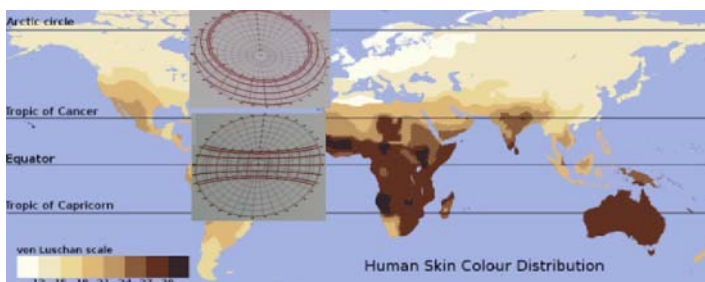 Arctic circle
Tropic of Cancer
Equator
Tropic of Capricorn
von Luschan scale
Human Skin Colour Distribution